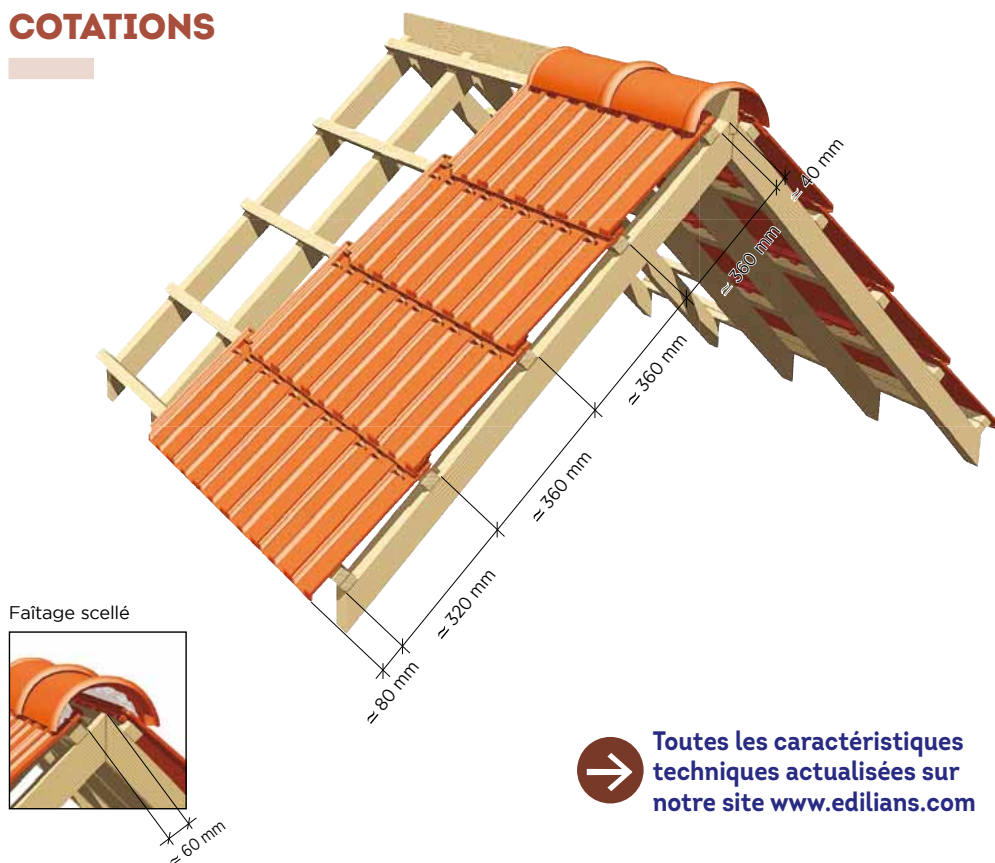 COTATIONS
≃ 40 mm
≃ 360 mm
≃ 360 mm
≃ 360 mm
≃ 320 mm
≃ 80 mm
Faîtage scellé
≃ 60 mm
Toutes les caractéristiques
techniques actualisées sur
notre site www.edilians.com